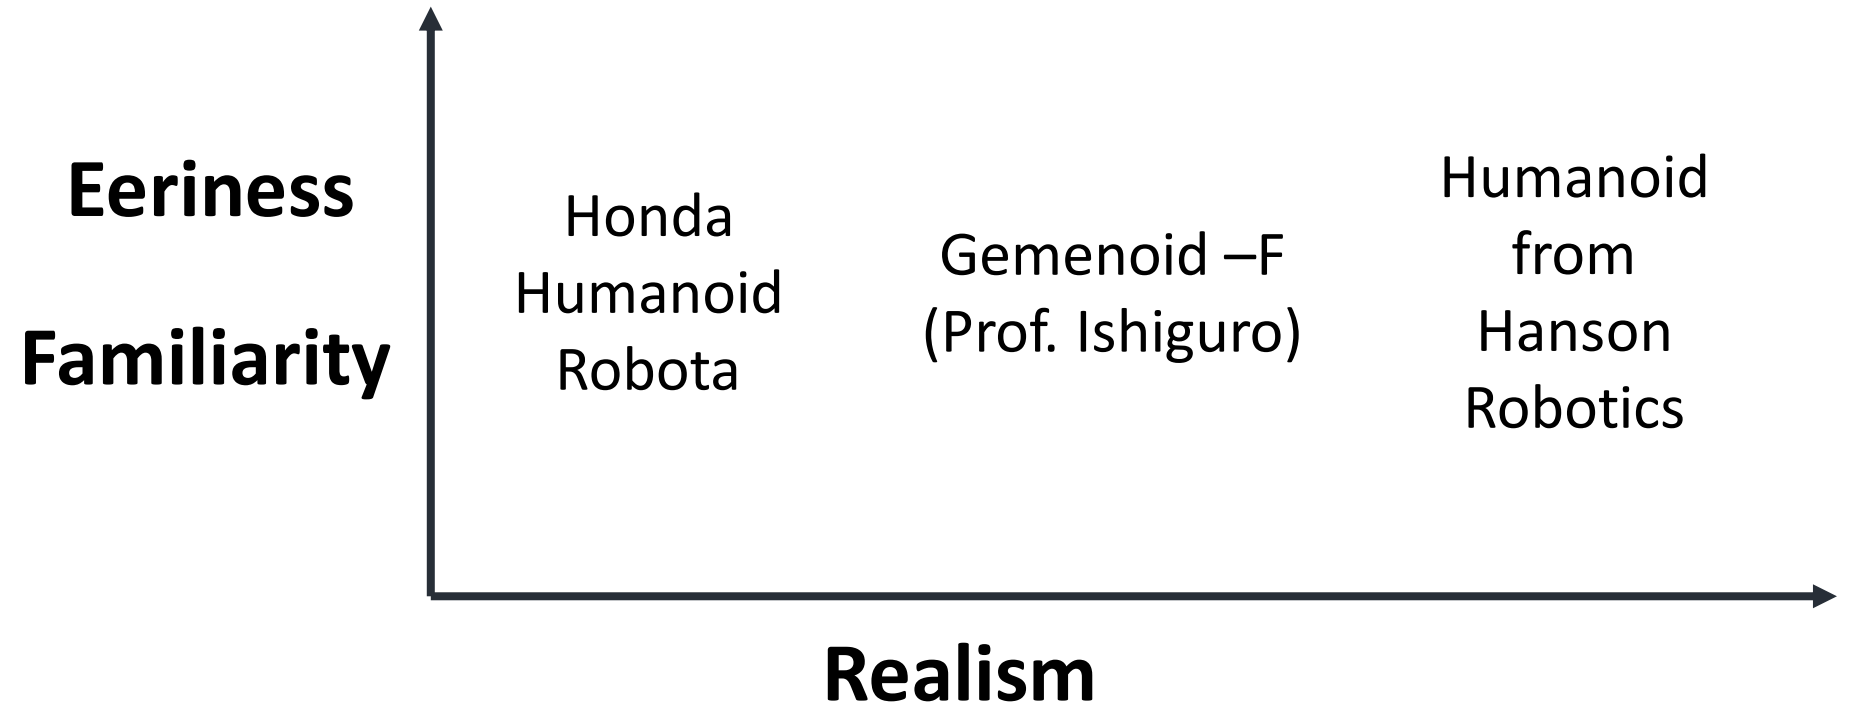 Eeriness
Familiarity
Honda
Humanoid
Robota
Gemenoid –F
(Prof. Ishiguro)
Humanoid
from
Hanson
Robotics
Realism